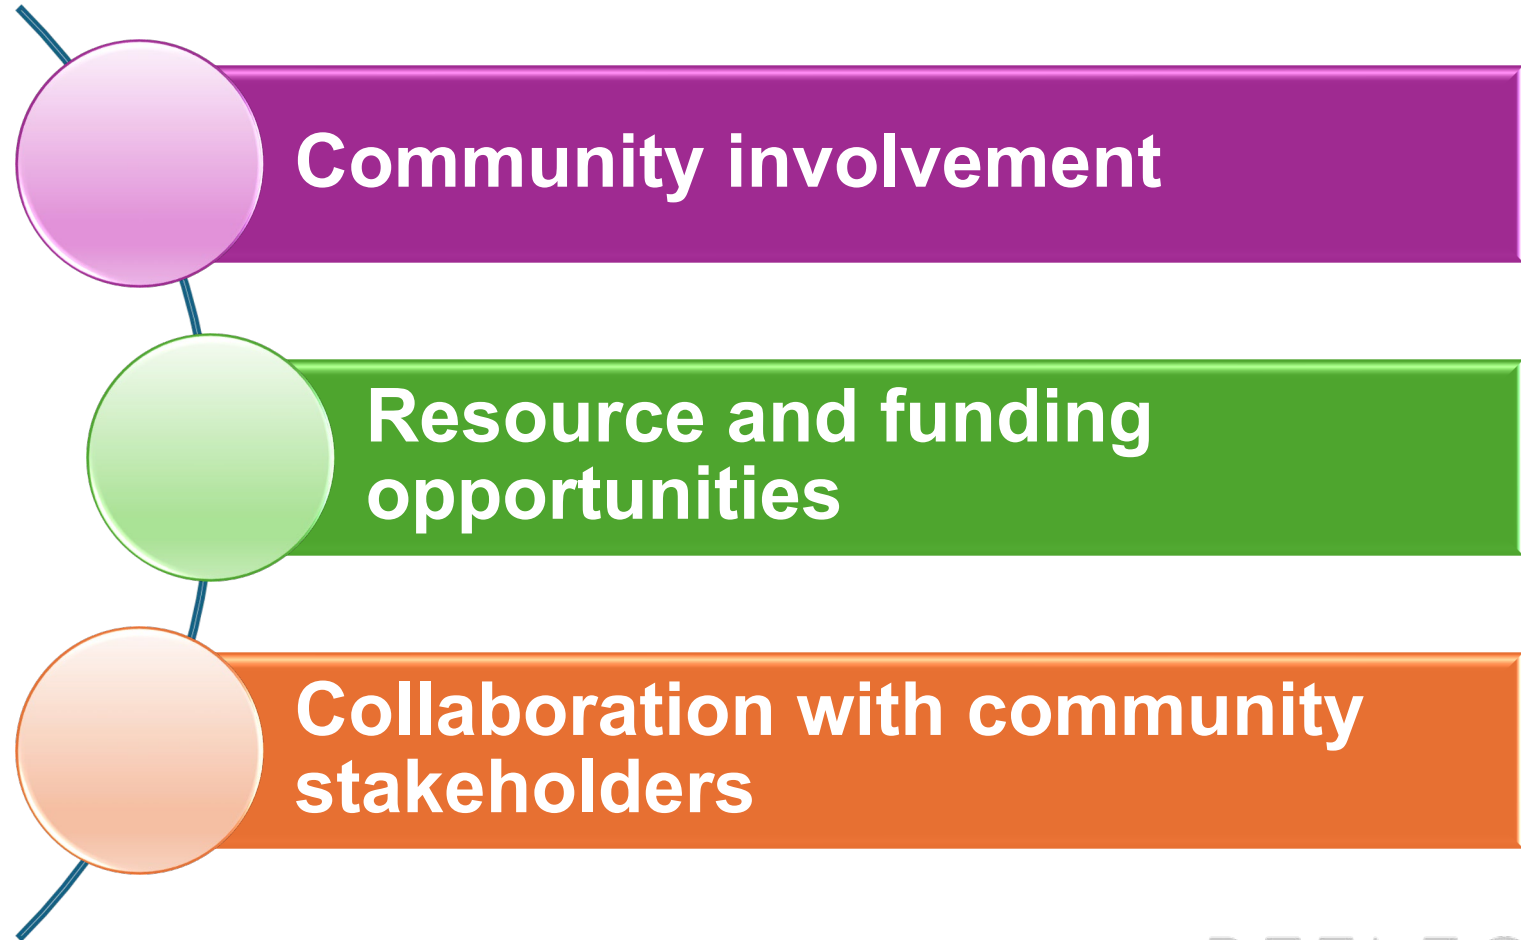 Community involvement
Resource and funding
opportunities
Collaboration with community
stakeholders